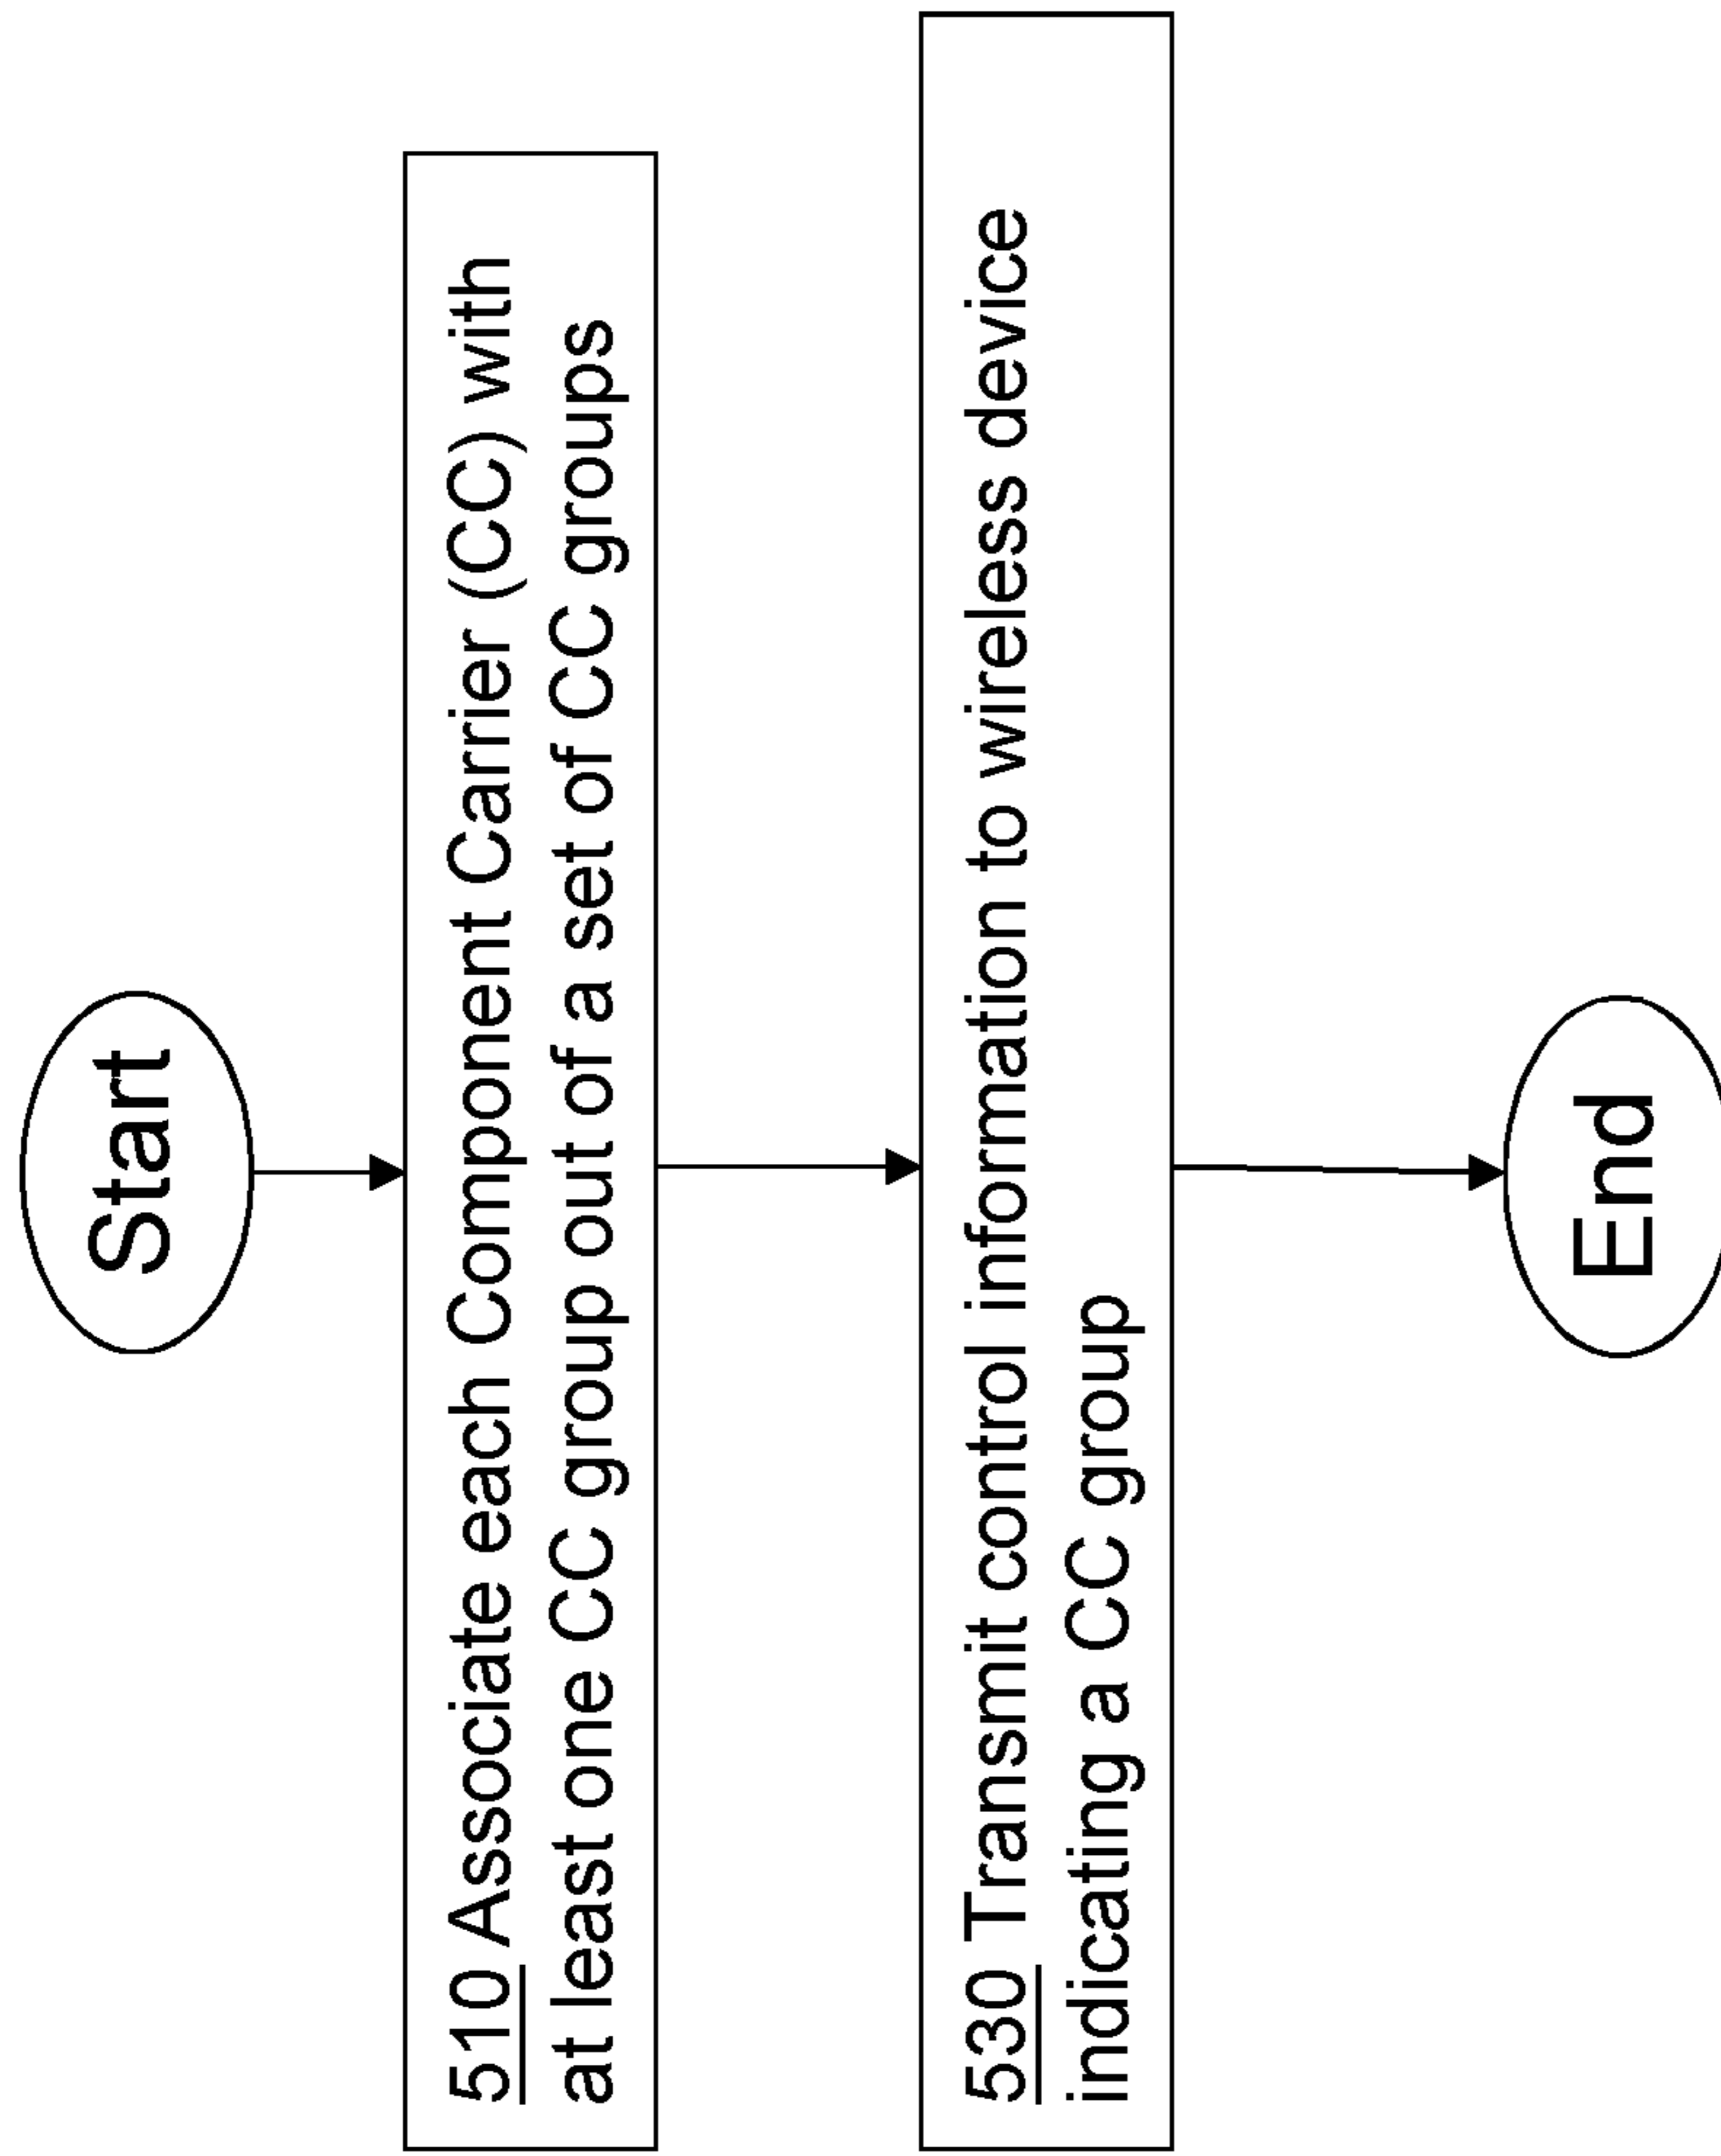 Start
510 Associate each Component Carrier (CC) with
at least one CC group out of a set of CC groups
530 Transmit control information to wireless device
indicating a CC group
End